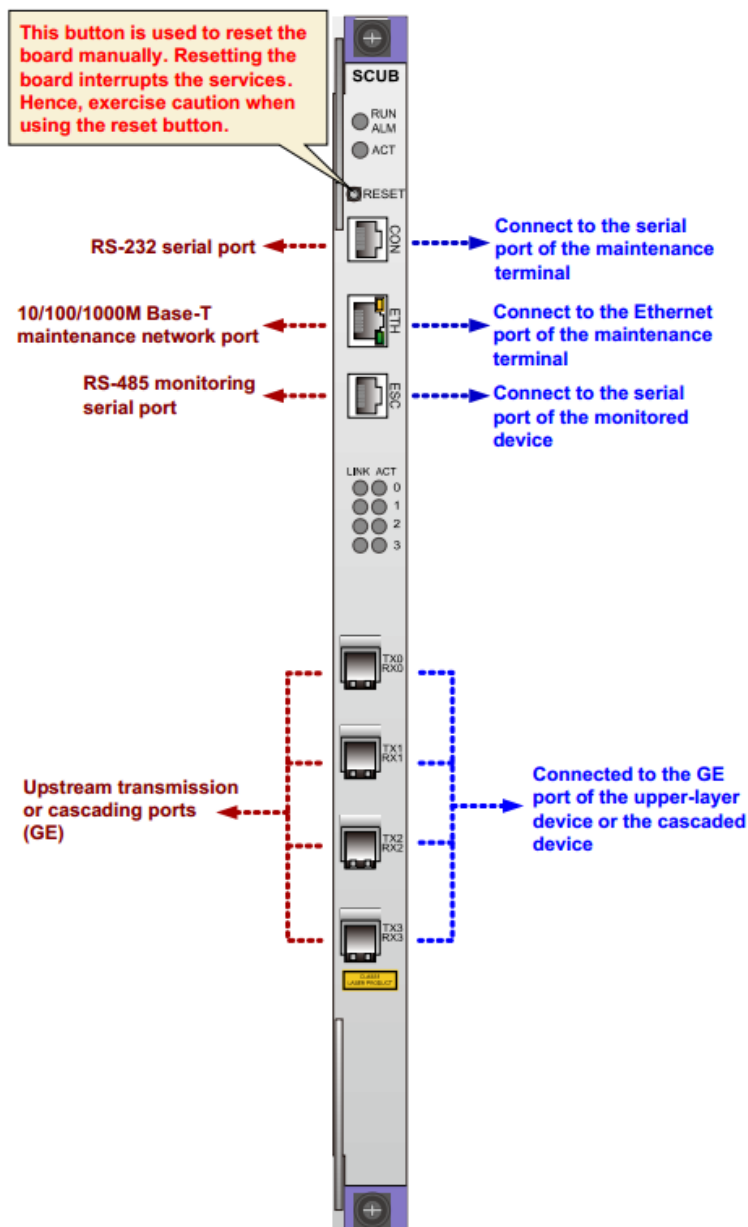 This button is used to reset the
board manually. Resetting the
board interrupts the services.
Hence, exercise caution when
using the reset button.
SCUB
RUN
ALM
ACT
RESET
RS-232 serial port
CON
Connect to the serial
port of the maintenance
terminal
10/100/1000M Base-T
maintenance network port
ETH
Connect to the Ethernet
port of the maintenance
terminal
RS-485 monitoring
serial port
ESC
Connect to the serial
port of the monitored
device
LINK ACT
0
1
2
3
TX0
RX0
TX1
RX1
Upstream transmission
or cascading ports
(GE)
Connected to the GE
port of the upper-layer
device or the cascaded
device
TX2
RX2
TX3
RX3
LASER PRODUCT